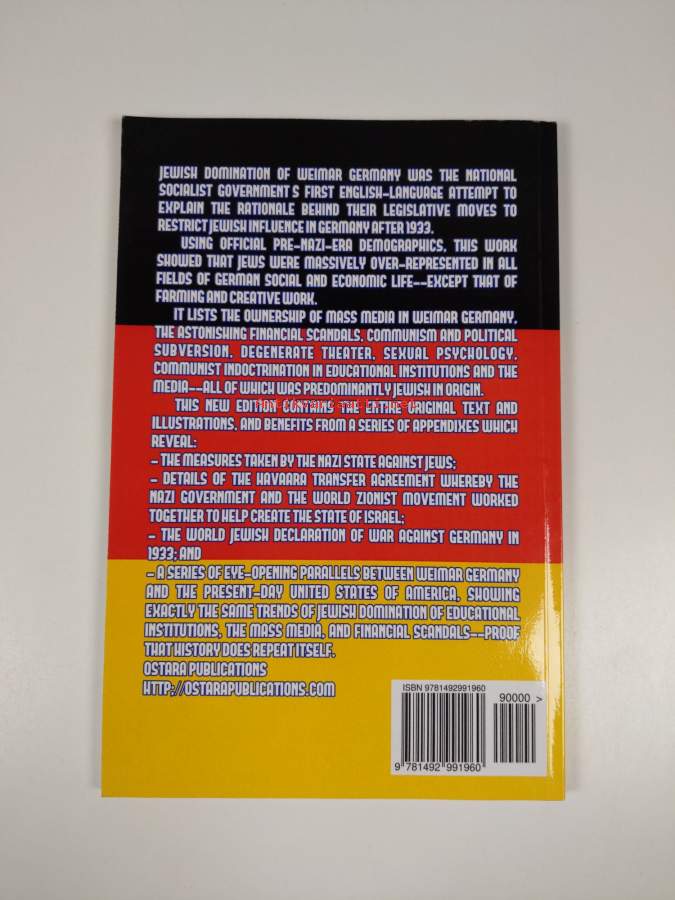 JEWISH DOMINATION OF WEIMAR GERMANY WAS THE NATIONAL
SOCIALIST GOVERNMENT S FIRST ENGLISH-LANGUAGE ATTEMPT TO
EXPLAIN THE RATIONALE BEHIND THEIR LEGISLATIVE MOVES TO
RESTRICT JEWISH INFLUENCE IN GERMANY AFTER 1933.
USING OFFICIAL PRE-NAZI-ERA DEMOGRAPHICS, THIS WORK
SHOWED THAT JEWS WERE MASSIVELY OVER-REPRESENTED IN ALL
FIELDS OF GERMAN SOCIAL AND ECONOMIC LIFE--EXCEPT THAT OF
FARMING AND CREATIVE WORK.
IT LISTS THE OWNERSHIP OF MASS MEDIA IN WEIMAR GERMANY,
THE ASTONISHING FINANCIAL SCANDALS, COMMUNISM AND POLITICAL
SUBVERSION, DEGENERATE THEATER, SEXUAL PSYCHOLOGY,
COMMUNIST INDOCTRINATION IN EDUCATIONAL INSTITUTIONS AND THE
MEDIA--ALL OF WHICH WAS PREDOMINANTLY JEWISH IN ORIGIN.
THIS NEW EDITION CONTAINS THE ENTIRE ORIGINAL TEXT AND
ILLUSTRATIONS, AND BENEFITS FROM A SERIES OF APPENDIXES WHICH
REVEAL:
- THE MEASURES TAKEN BY THE NAZI STATE AGAINST JEWS;
- DETAILS OF THE HAVAARA TRANSFER AGREEMENT WHEREBY THE
NAZI GOVERNMENT AND THE WORLD ZIONIST MOVEMENT WORKED
TOGETHER TO HELP CREATE THE STATE OF ISRAEL;
- THE WORLD JEWISH DECLARATION OF WAR AGAINST GERMANY IN
1933; AND
- A SERIES OF EYE-OPENING PARALLELS BETWEEN WEIMAR GERMANY
AND THE PRESENT-DAY UNITED STATES OF AMERICA, SHOWING
EXACTLY THE SAME TRENDS OF JEWISH DOMINATION OF EDUCATIONAL
INSTITUTIONS, THE MASS MEDIA, AND FINANCIAL SCANDALS--PROOF
THAT HISTORY DOES REPEAT ITSELF.
OSTARA PUBLICATIONS
HTTP://OSTARAPUBLICATIONS.COM
ISBN 9781492991960
90000 >
9 781492 991960